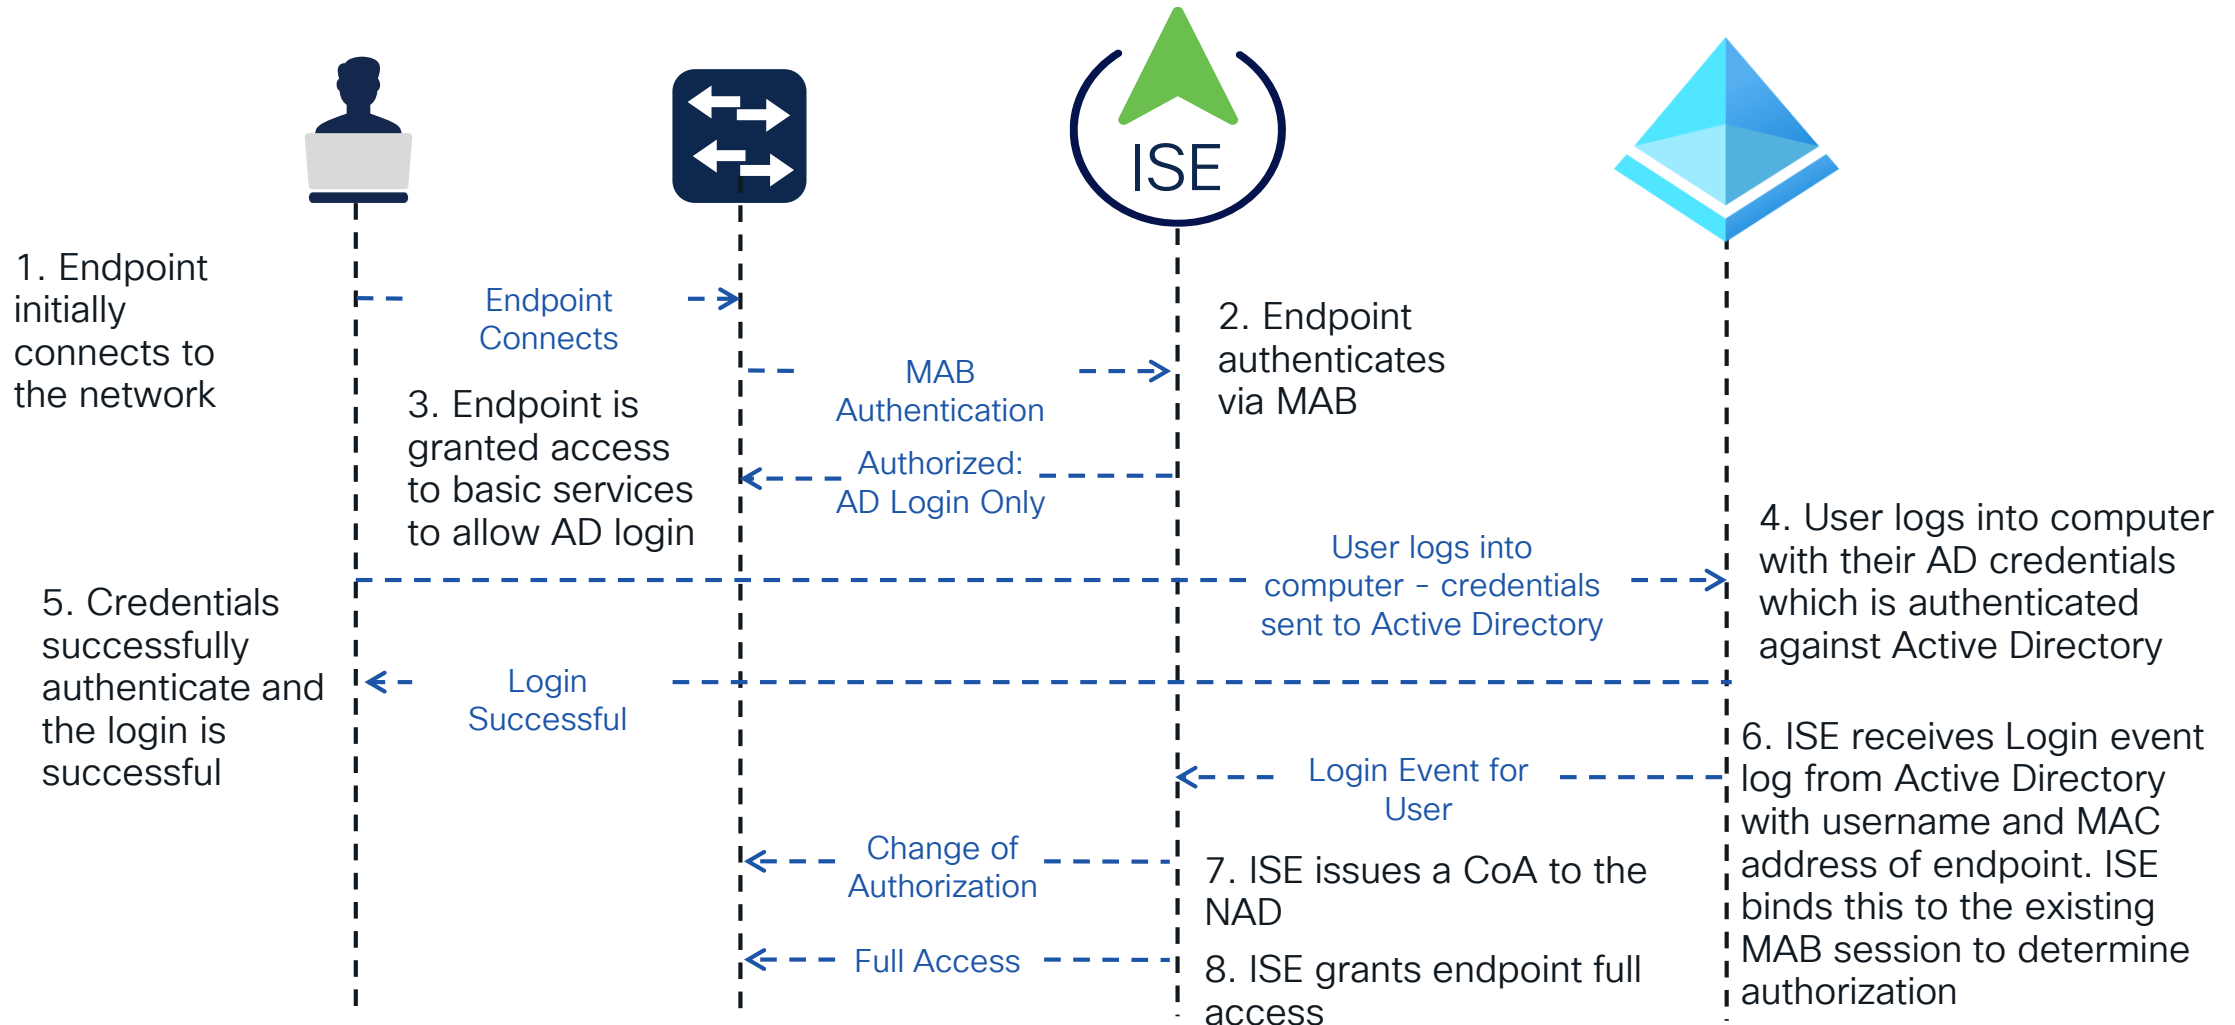 ISE
1. Endpoint
initially
connects to
the network
Endpoint
Connects
2. Endpoint
authenticates
via MAB
MAB
Authentication
3. Endpoint is
granted access
to basic services
to allow AD login
Authorized:
AD Login Only
4. User logs into computer
with their AD credentials
which is authenticated
against Active Directory
User logs into
computer - credentials
sent to Active Directory
5. Credentials
successfully
authenticate and
the login is
successful
Login
Successful
6. ISE receives Login event
log from Active Directory
with username and MAC
address of endpoint. ISE
binds this to the existing
MAB session to determine
authorization
Login Event for
User
Change of
Authorization
7. ISE issues a CoA to the
NAD
Full Access
8. ISE grants endpoint full
access